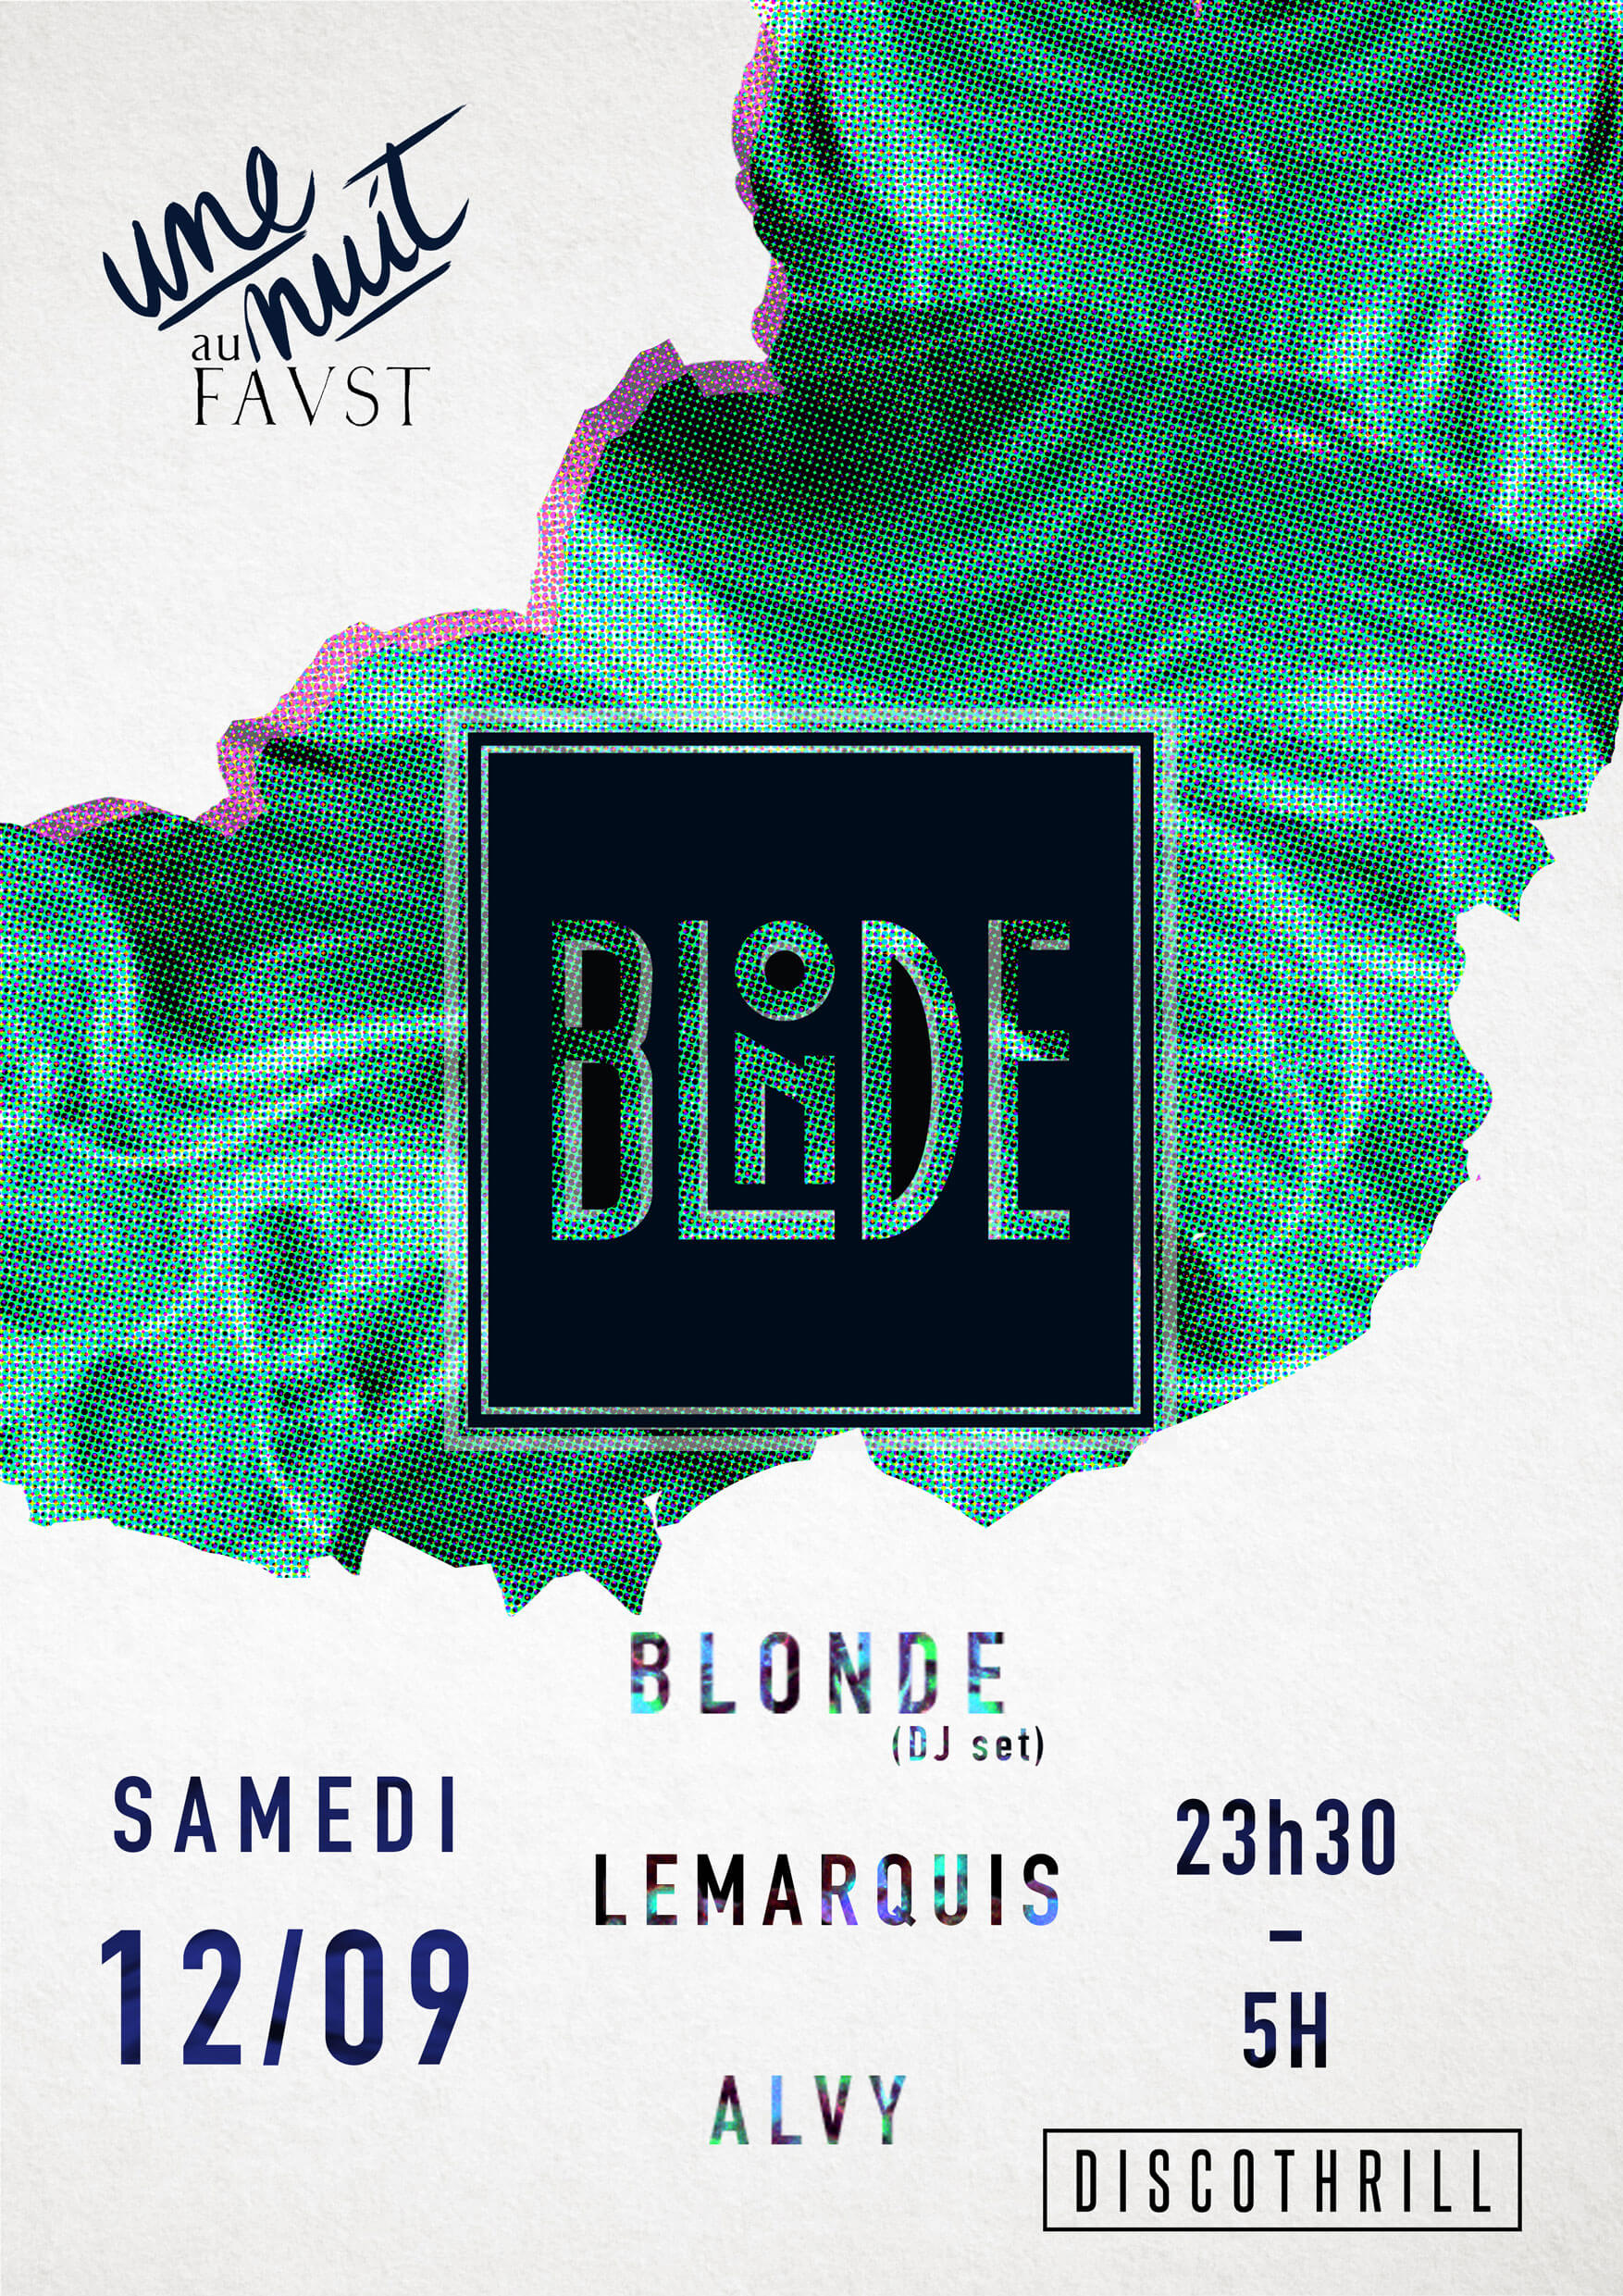 une
nuit
au
FAVST
BLONDE
BLONDE
(DJ set)
SAMEDI
12/09
LEMARQUIS
ALVY
23h30
–
5H
DISCOTHRILL